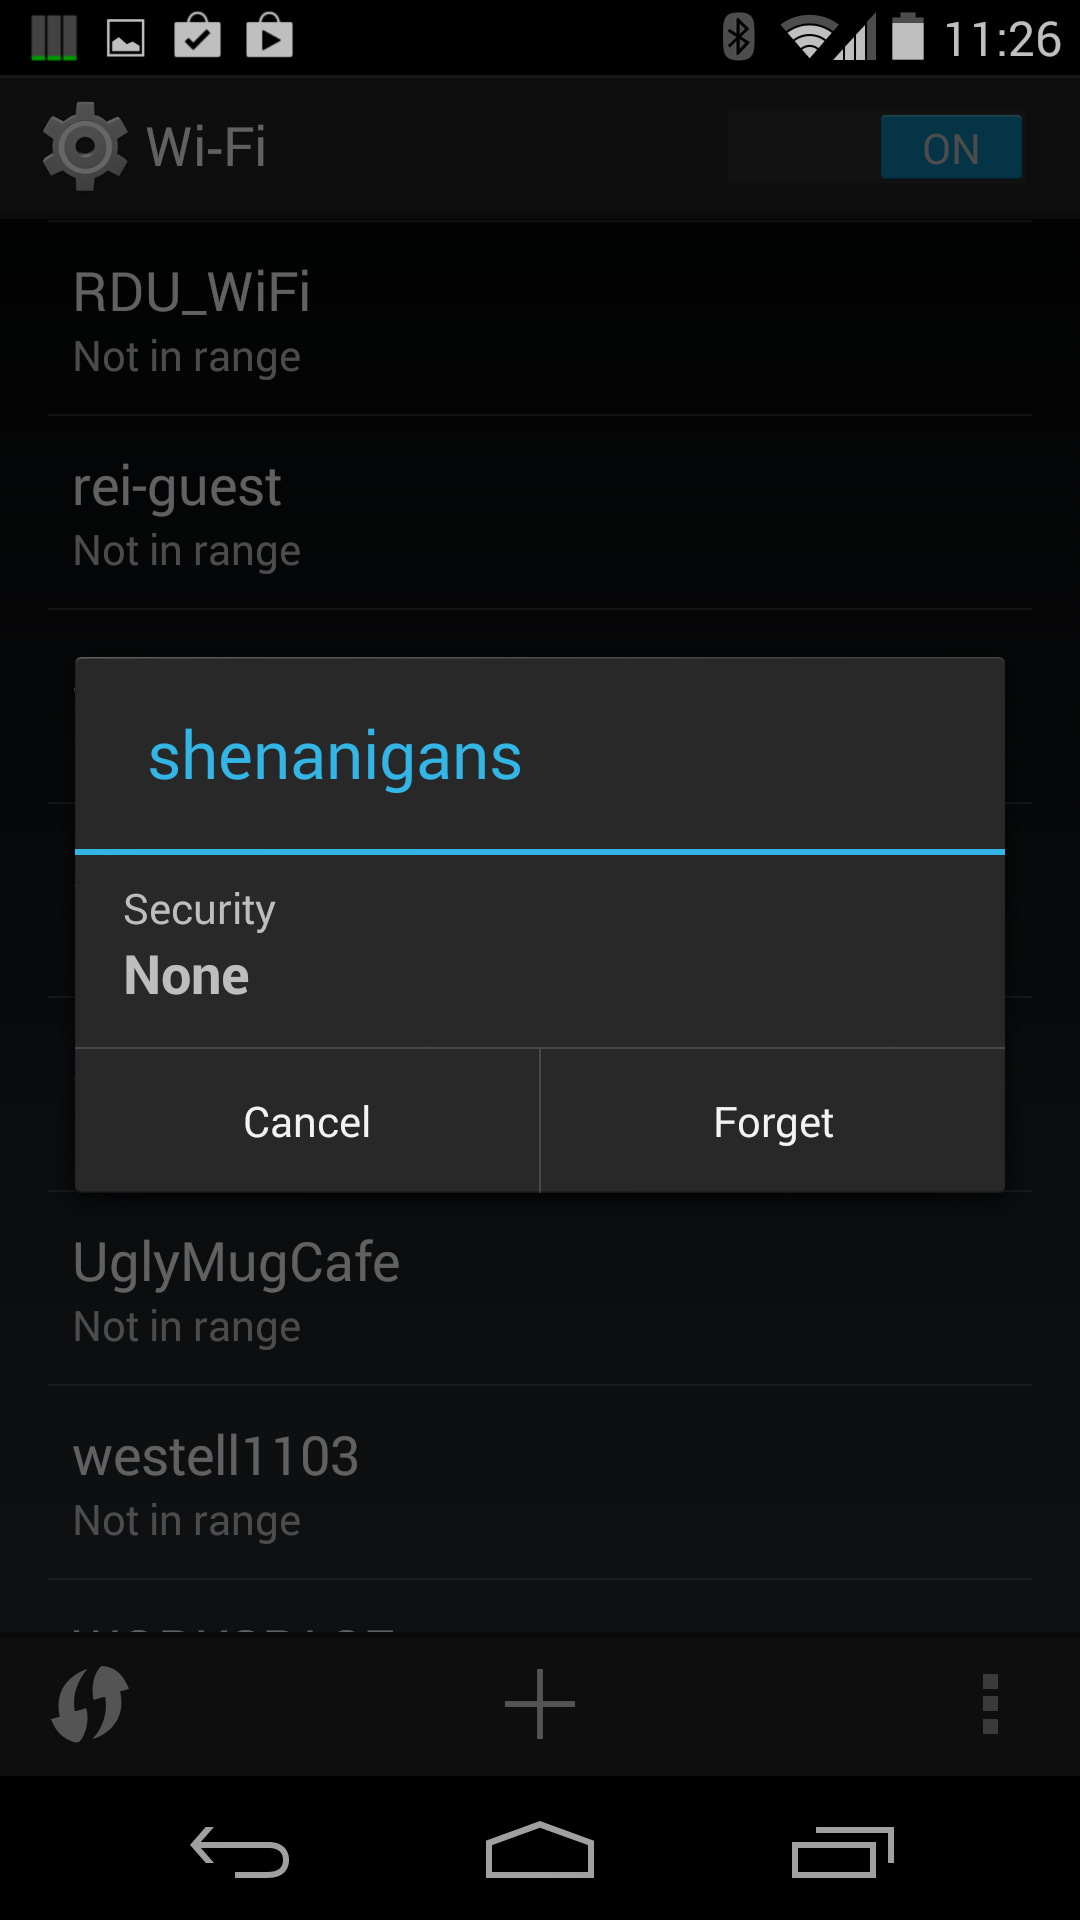 11:26
Wi-Fi
ON
RDU_WiFi
Not in range
rei-guest
Not in range
shenanigans
Security
None
Cancel
Forget
UglyMugCafe
Not in range
westell1103
Not in range